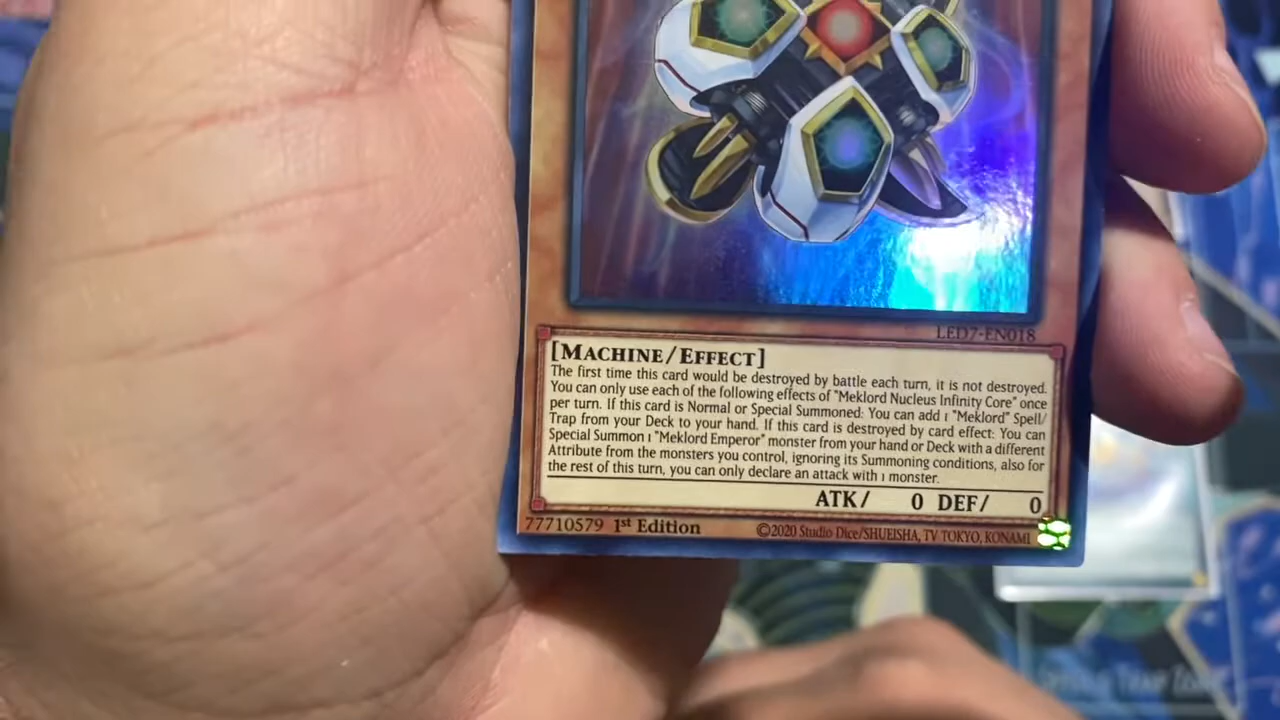 LED7-EN018
[MACHINE/EFFECT]
The first time this card would be destroyed by battle each turn, it is not destroyed.
You can only use each of the following effects of "Meklord Nucleus Infinity Core" once
per turn. If this card is Normal or Special Summoned: You can add 1 "Meklord" Spell/
Trap from your Deck to your hand. If this card is destroyed by card effect: You can
Special Summon 1 "Meklord Emperor" monster from your hand or Deck with a different
Attribute from the monsters you control, ignoring its Summoning conditions, also for
the rest of this turn, you can only declare an attack with 1 monster.
ATK/ 0 DEF/ 0
77710579 1st Edition ©2020 Studio Dice/SHUEISHA, TV TOKYO, KONAMI